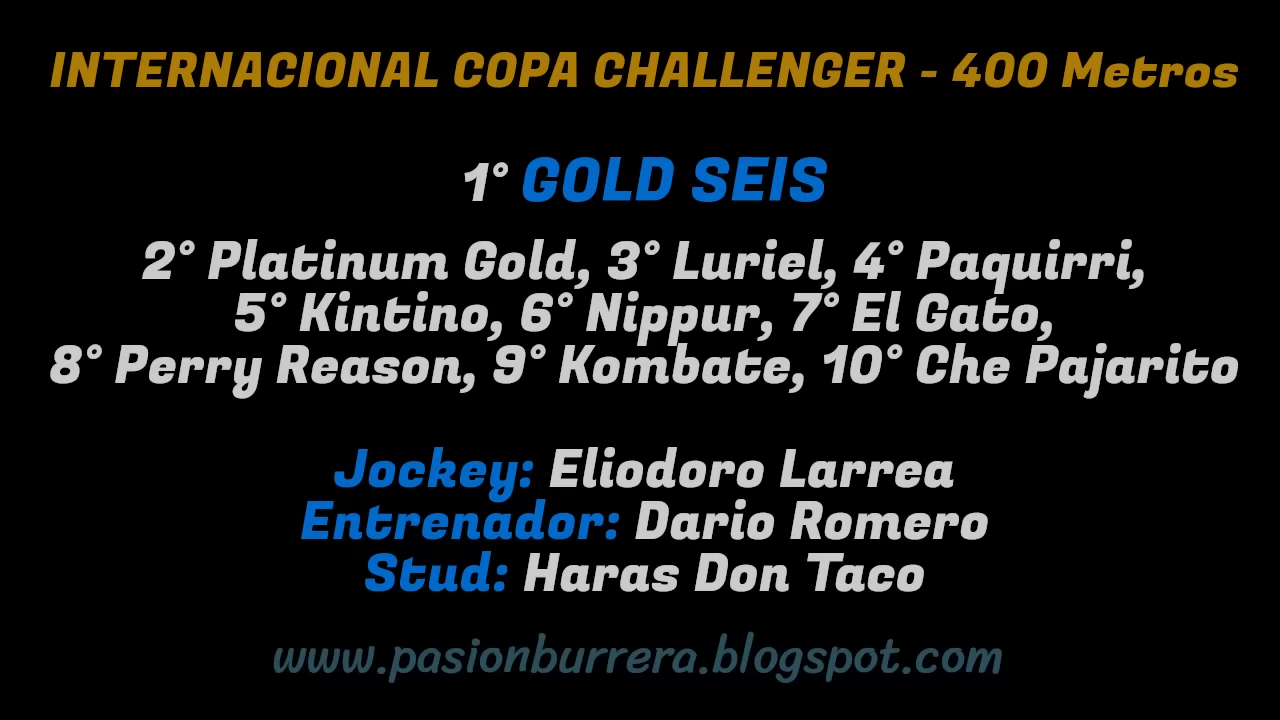 INTERNACIONAL COPA CHALLENGER - 400 Metros
1° GOLD SEIS
2° Platinum Gold, 3° Luriel, 4° Paquirri,
5° Kintino, 6° Nippur, 7° El Gato,
8° Perry Reason, 9° Kombate, 10° Che Pajarito
Jockey: Eliodoro Larrea
Entrenador: Dario Romero
Stud: Haras Don Taco
www.pasionburrera.blogspot.com